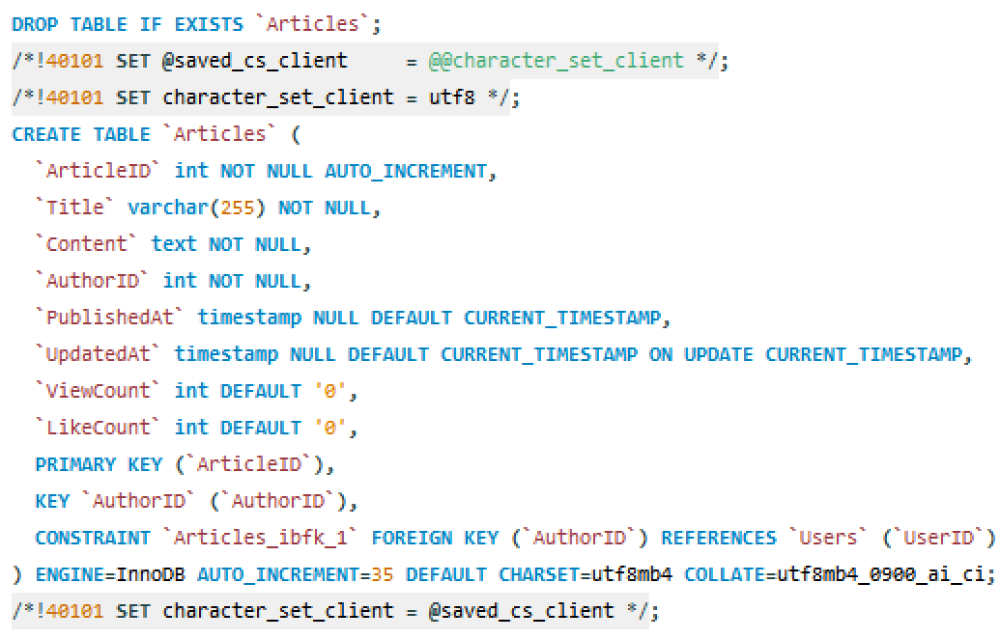 DROP TABLE IF EXISTS `Articles`;
/*!40101 SET @saved_cs_client     = @@character_set_client */;
/*!40101 SET character_set_client = utf8 */;
CREATE TABLE `Articles` (
  `ArticleID` int NOT NULL AUTO_INCREMENT,
  `Title` varchar(255) NOT NULL,
  `Content` text NOT NULL,
  `AuthorID` int NOT NULL,
  `PublishedAt` timestamp NULL DEFAULT CURRENT_TIMESTAMP,
  `UpdatedAt` timestamp NULL DEFAULT CURRENT_TIMESTAMP ON UPDATE CURRENT_TIMESTAMP,
  `ViewCount` int DEFAULT '0',
  `LikeCount` int DEFAULT '0',
  PRIMARY KEY (`ArticleID`),
  KEY `AuthorID` (`AuthorID`),
  CONSTRAINT `Articles_ibfk_1` FOREIGN KEY (`AuthorID`) REFERENCES `Users` (`UserID`)
) ENGINE=InnoDB AUTO_INCREMENT=35 DEFAULT CHARSET=utf8mb4 COLLATE=utf8mb4_0900_ai_ci;
/*!40101 SET character_set_client = @saved_cs_client */;